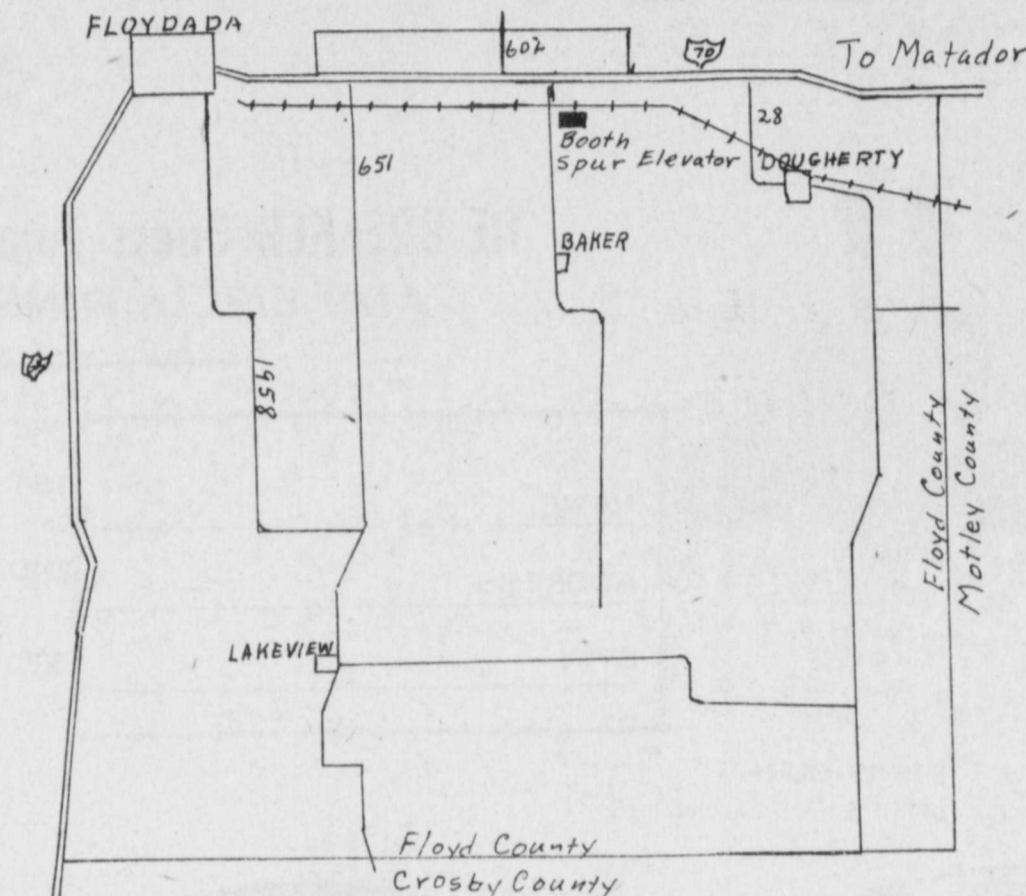 FLOYDADA
602
70
To Matador
28
Booth
Spur Elevator
DOUGHERTY
651
BAKER
1958
Floyd County
Motley County
LAKEVIEW
Floyd County
Crosby County